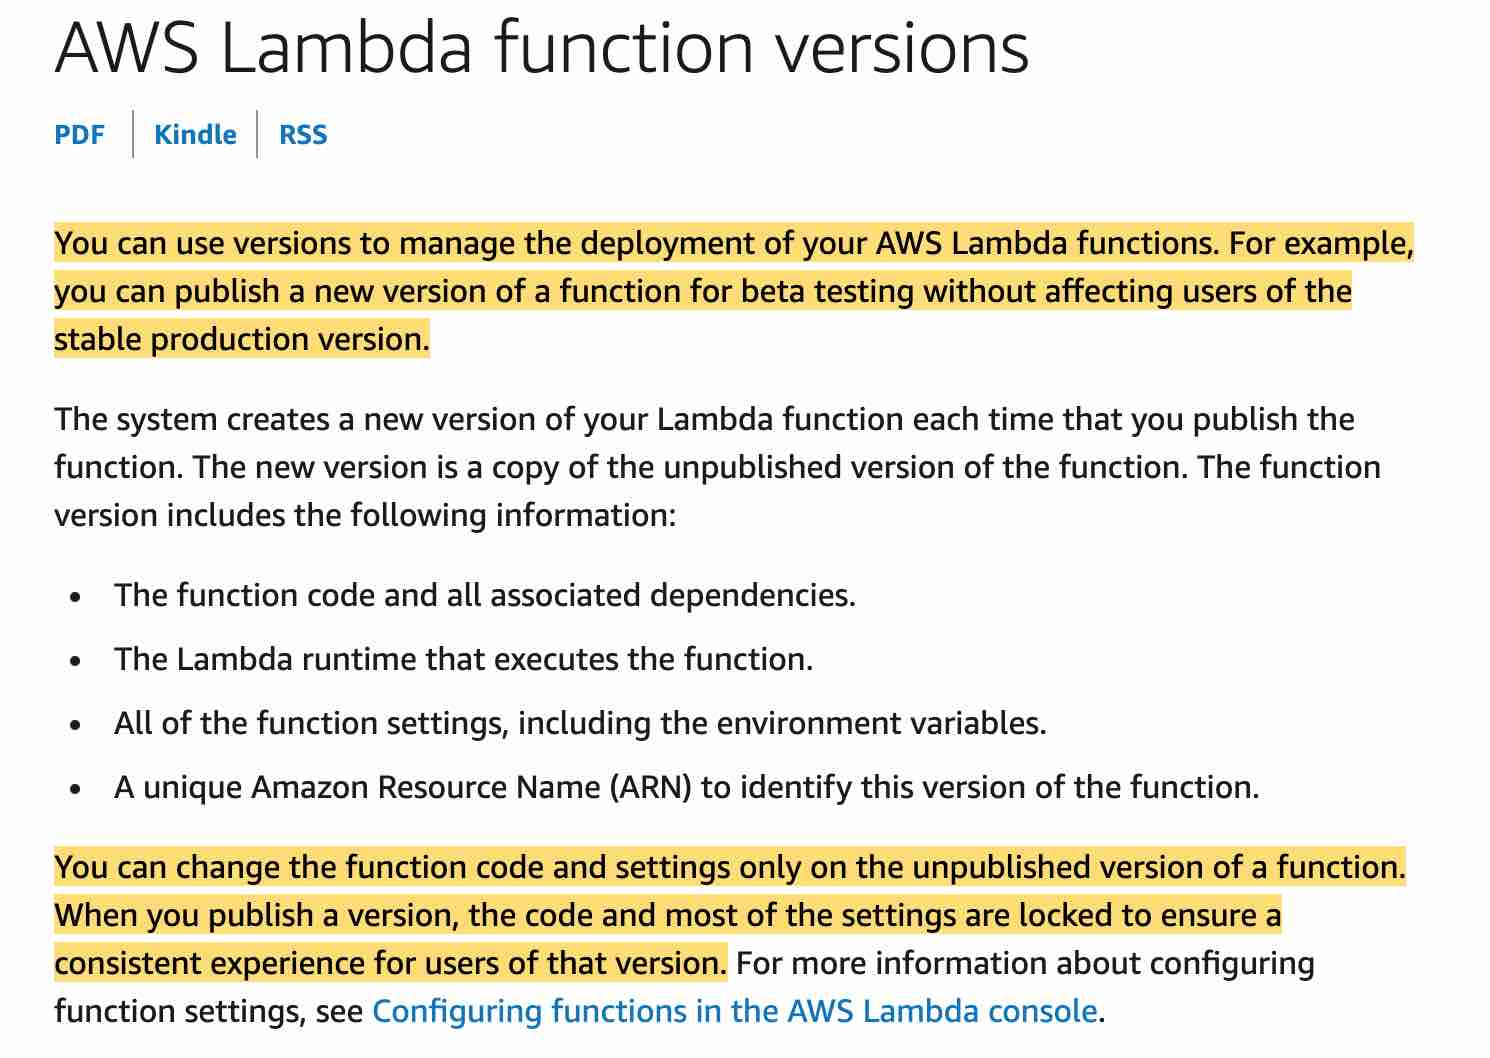 AWS Lambda function versions
PDF | Kindle | RSS
You can use versions to manage the deployment of your AWS Lambda functions. For example,
you can publish a new version of a function for beta testing without affecting users of the
stable production version.
The system creates a new version of your Lambda function each time that you publish the
function. The new version is a copy of the unpublished version of the function. The function
version includes the following information:
• The function code and all associated dependencies.
• The Lambda runtime that executes the function.
• All of the function settings, including the environment variables.
• A unique Amazon Resource Name (ARN) to identify this version of the function.
You can change the function code and settings only on the unpublished version of a function.
When you publish a version, the code and most of the settings are locked to ensure a
consistent experience for users of that version. For more information about configuring
function settings, see Configuring functions in the AWS Lambda console.